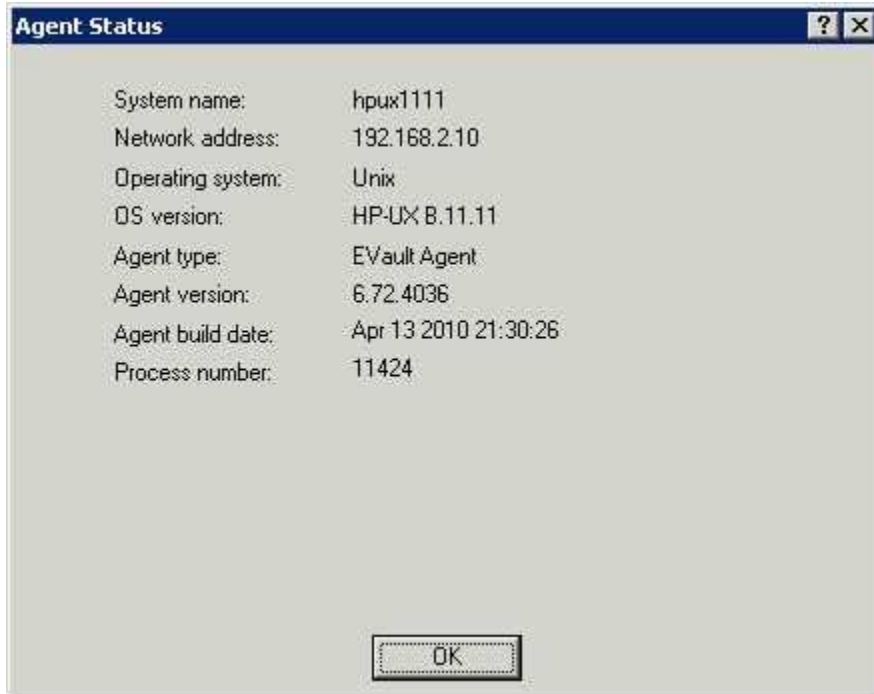 Agent Status
System name: hpux1111
Network address: 192.168.2.10
Operating system: Unix
OS version: HP-UX B.11.11
Agent type: EVault Agent
Agent version: 6.72.4036
Agent build date: Apr 13 2010 21:30:26
Process number: 11424
OK